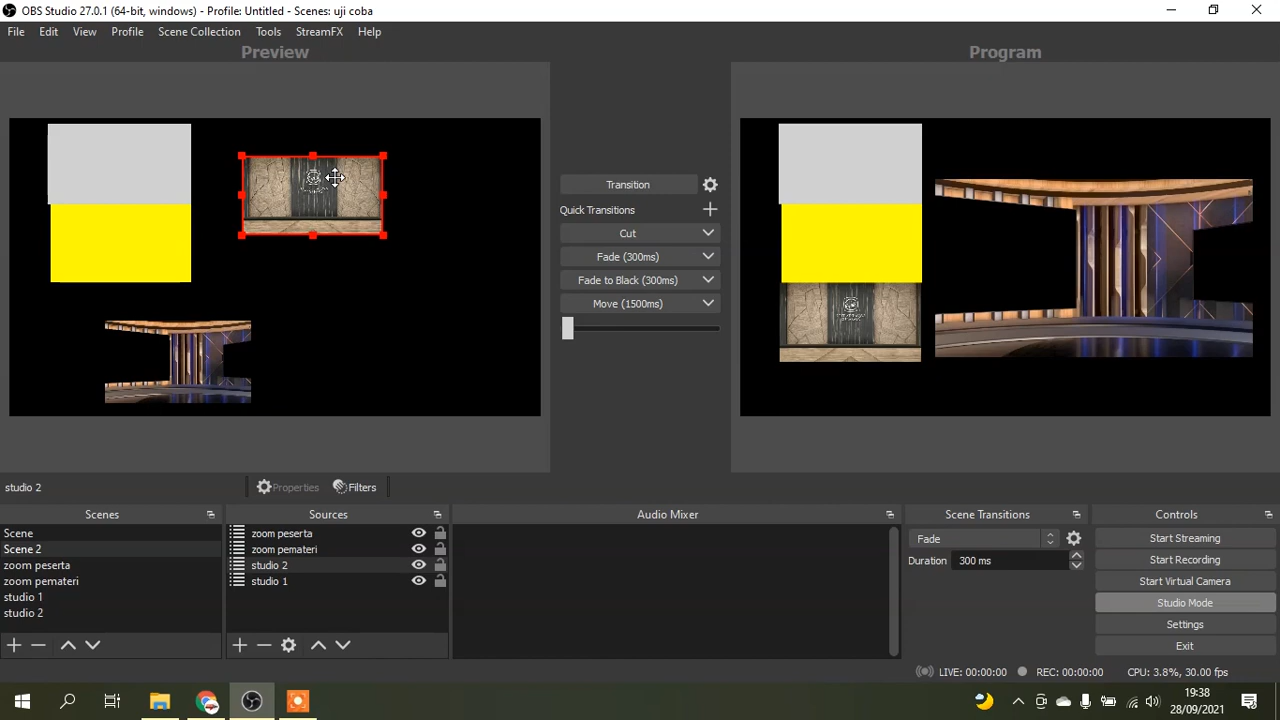 OBS Studio 27.0.1 (64-bit, windows) - Profile: Untitled - Scenes: uji coba
File Edit View Profile Scene Collection Tools StreamFX Help
Preview
Program
Transition
Quick Transitions
Cut
Fade (300ms)
Fade to Black (300ms)
Move (1500ms)
studio 2
Properties
Filters
Scenes
Scene
Scene 2
zoom peserta
zoom pemateri
studio 1
studio 2
Sources
zoom peserta
zoom pemateri
studio 2
studio 1
Audio Mixer
Scene Transitions
Fade
Duration 300 ms
Controls
Start Streaming
Start Recording
Start Virtual Camera
Studio Mode
Settings
Exit
LIVE: 00:00:00 REC: 00:00:00 CPU: 3.8%, 30.00 fps
19:38
28/09/2021